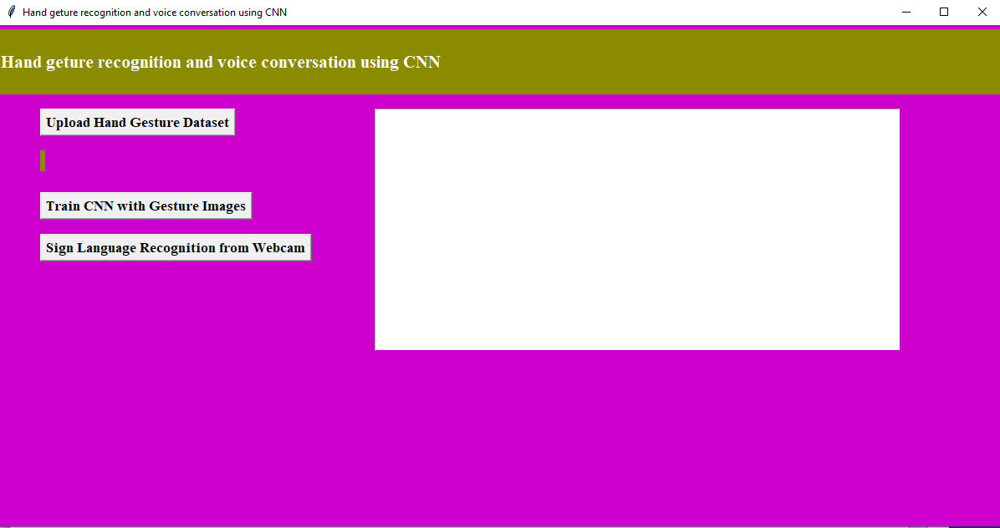 Hand geture recognition and voice conversation using CNN
Hand geture recognition and voice conversation using CNN
Upload Hand Gesture Dataset
Train CNN with Gesture Images
Sign Language Recognition from Webcam